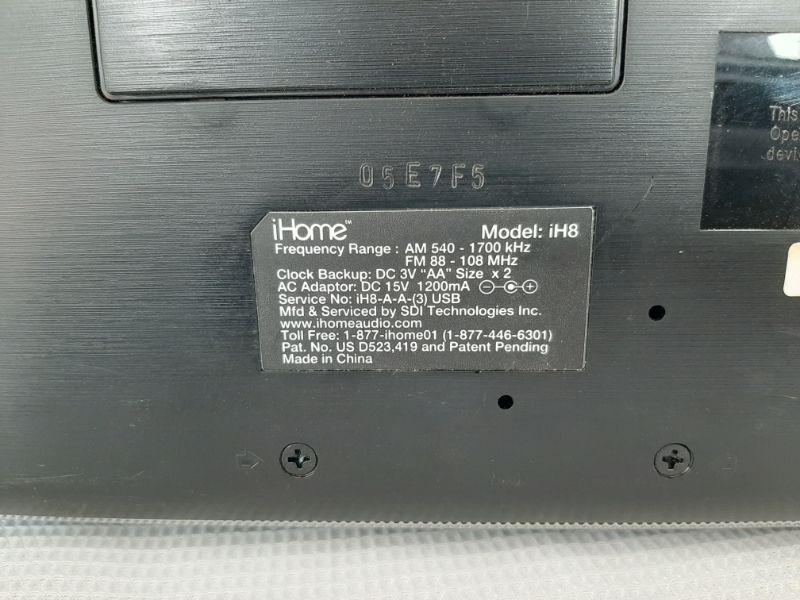 This
Ope
devi
05E7F5
iHome™ Model: iH8
Frequency Range : AM 540 - 1700 kHz
FM 88 - 108 MHz
Clock Backup: DC 3V "AA" Size x 2
AC Adaptor: DC 15V 1200mA
Service No: iH8-A-A-(3) USB
Mfd & Serviced by SDI Technologies Inc.
www.ihomeaudio.com
Toll Free: 1-877-ihome01 (1-877-446-6301)
Pat. No. US D523,419 and Patent Pending
Made in China